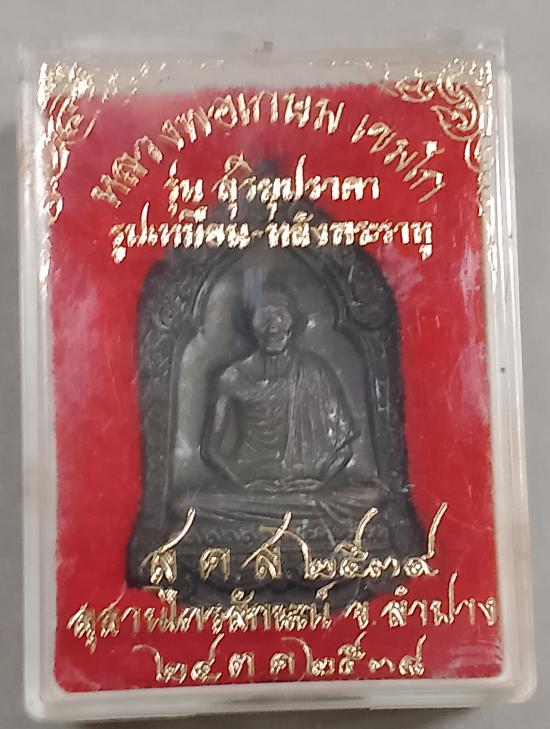 หลวงพ่อเกษม เขมโก
รุ่น สุริยุปราคา
รูปเหมือน-หลังพระราหู
ส.ค.ส. ๒๕๓๙
สุสานไตรลักษณ์ จ.ลำปาง
๒๔ ต.ค. ๒๕๓๘